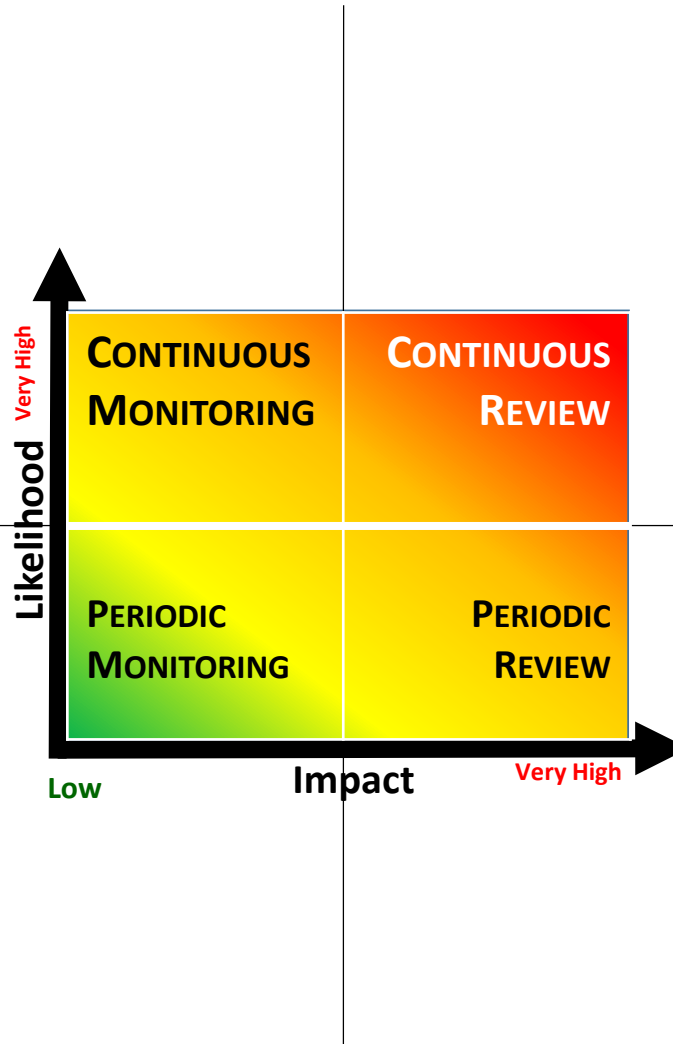 CONTINUOUS
MONITORING
CONTINUOUS
REVIEW
PERIODIC
MONITORING
PERIODIC
REVIEW
Very High
Likelihood
Low
Impact
Very High